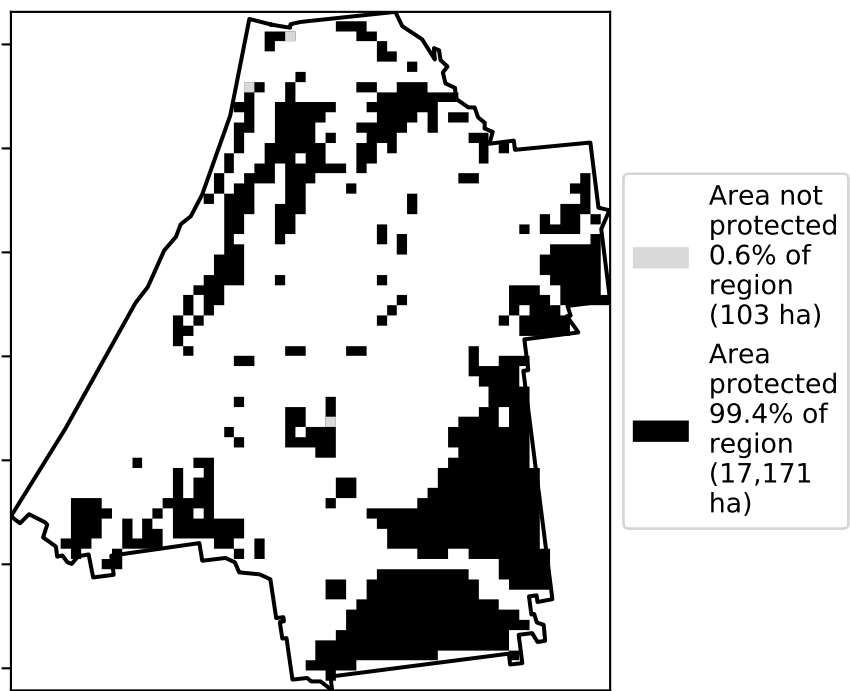 Area not
protected
0.6% of
region
(103 ha)
Area
protected
99.4% of
region
(17,171
ha)